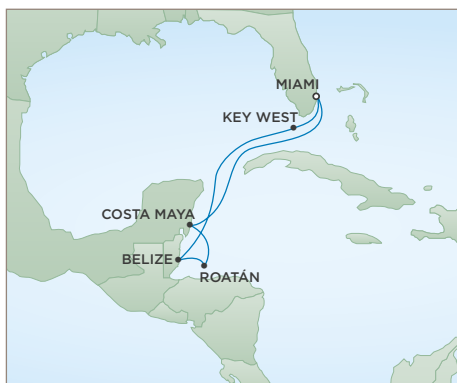 MIAMI
KEY WEST
COSTA MAYA
BELIZE
ROATÁN